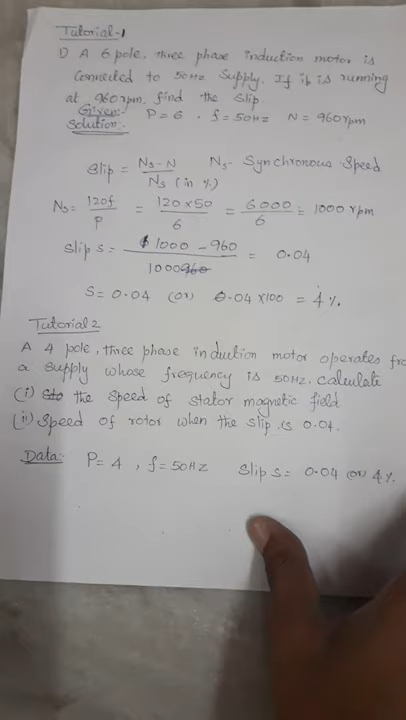 Tutorial-1
1) A 6 pole, three phase induction motor is
Connected to 50Hz Supply. If it is running
at 960rpm. find the Slip.
Given:- P = 6 , f = 50Hz N = 960rpm
Solution:-
Slip = Ns - N / Ns (in %) Ns - Synchronous Speed
Ns = 120f / P = 120 x 50 / 6 = 6000 / 6 = 1000 rpm
Slip s = 1000 - 960 / 1000 = 0.04
S = 0.04 (or) 0.04 x100 = 4 %.
Tutorial 2
A 4 pole, three phase induction motor operates
a supply whose frequency is 50HZ. calculate
(i) the Speed of stator magnetic field
(ii) Speed of rotor when the slip is 0.04.
Data:- P = 4 , f = 50HZ Slip s = 0.04 or 4 %.